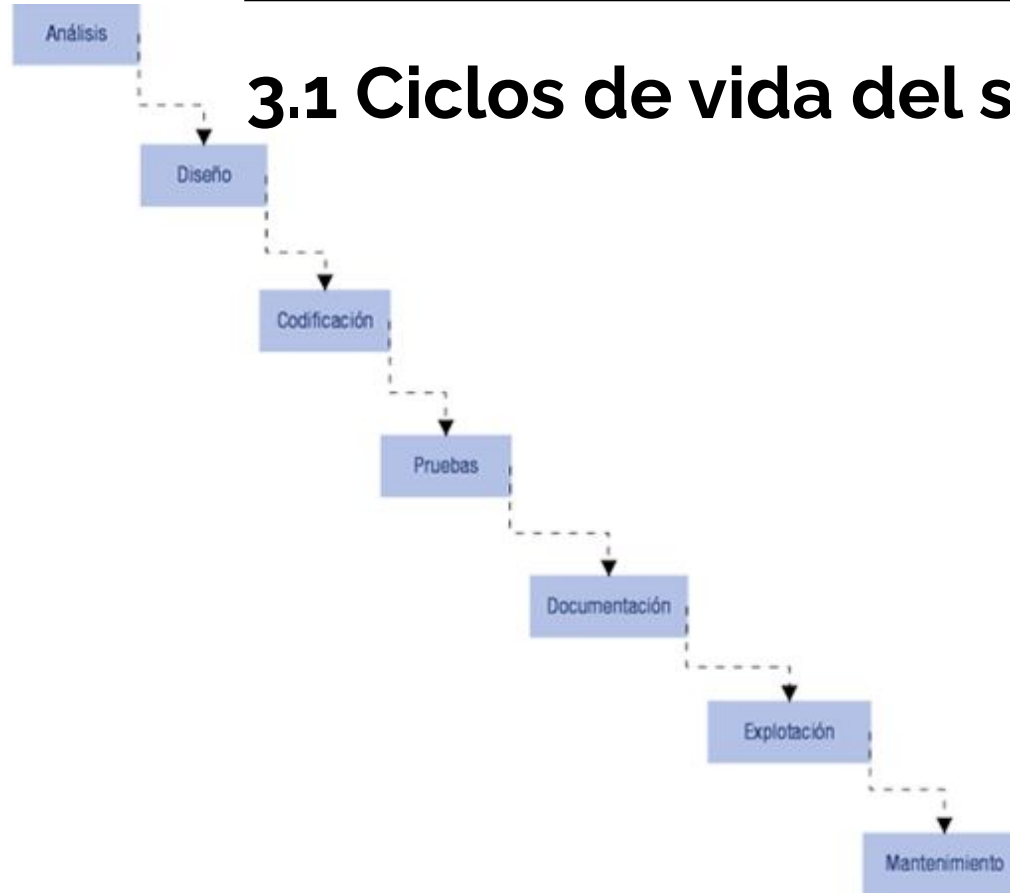 Análisis
3.1 Ciclos de vida del s
Diseño
Codificación
Pruebas
Documentación
Explotación
Mantenimiento